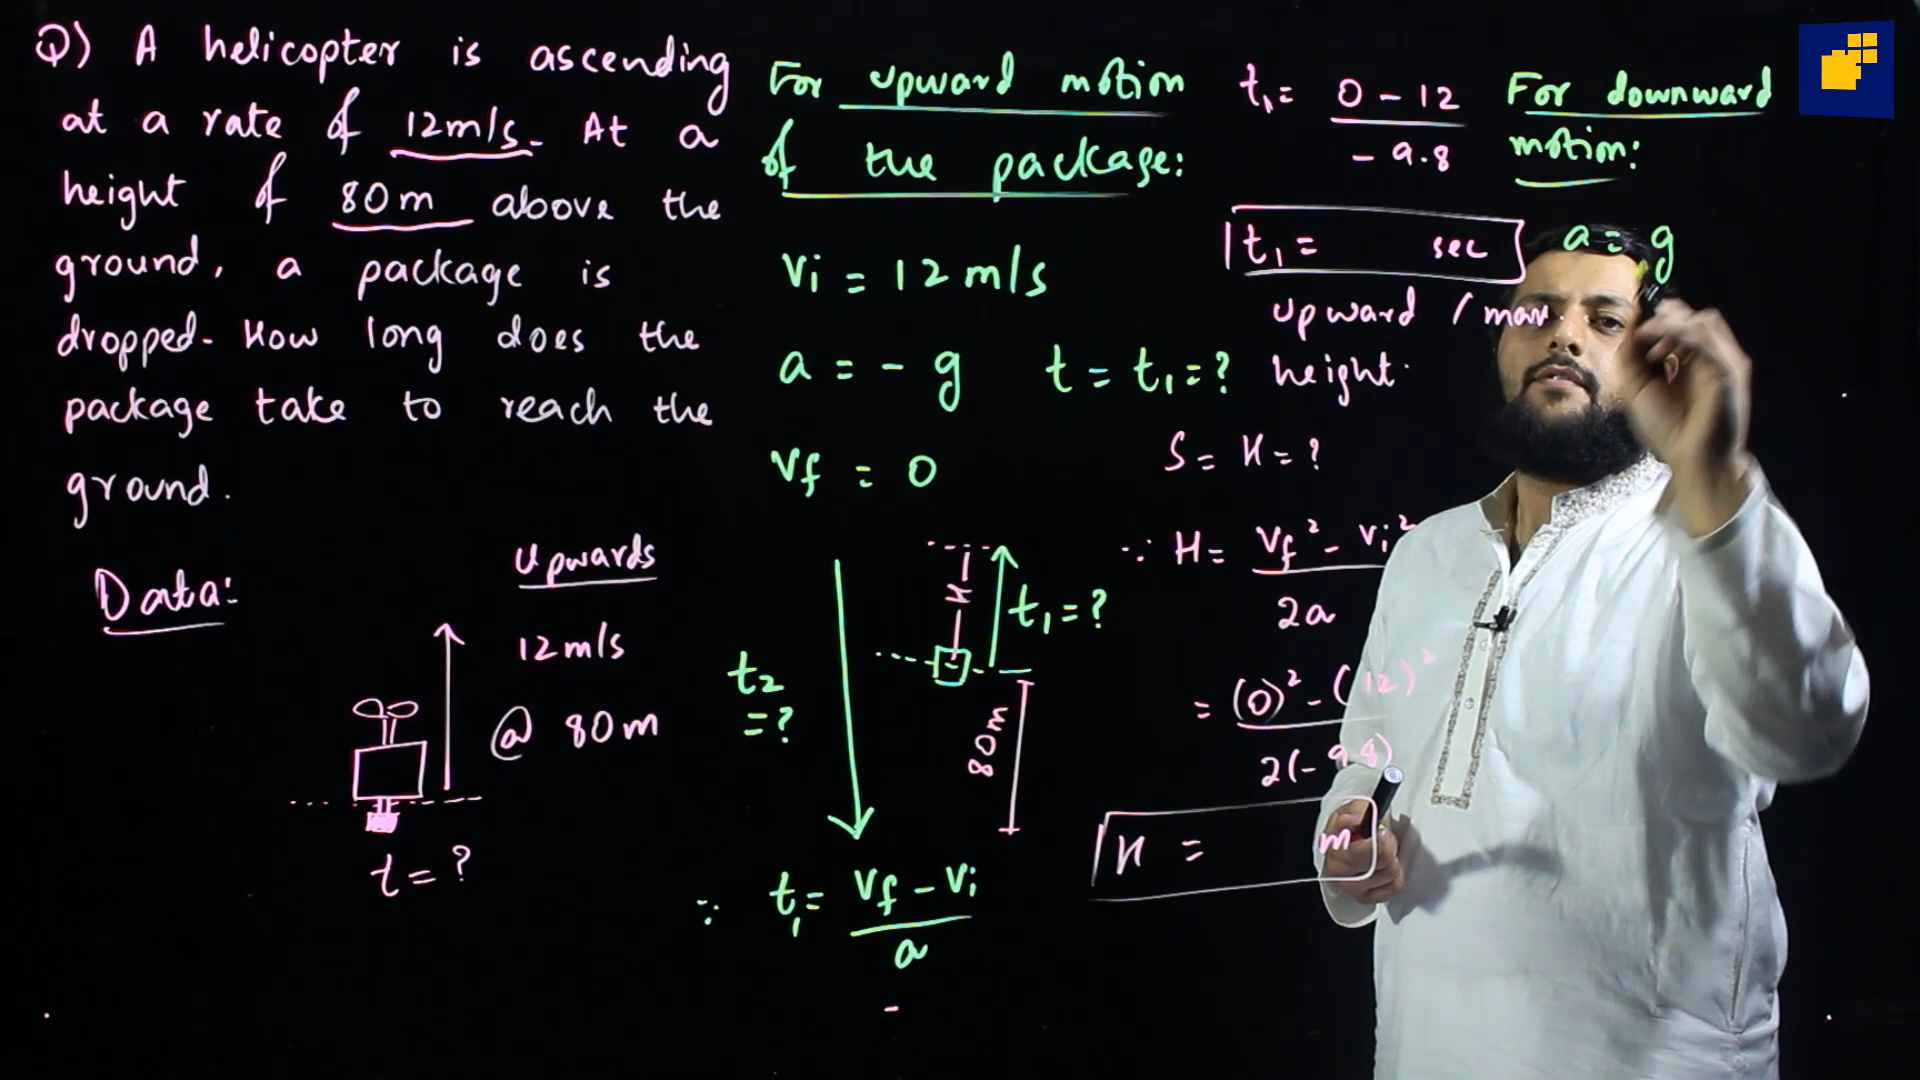 Q) A helicopter is ascending
at a rate of 12m/s. At a
height of 80m above the
ground, a package is
dropped. How long does the
package take to reach the
ground.
Data:
Upwards
12m/s
@ 80m
t = ?
For upward motion
of the package:
Vi = 12 m/s
a = - g t = t₁ = ?
Vf = 0
H
t₁ = ?
80m
t₂
= ?
∵ t₁ = Vf - Vi
a
-
t₁ = 0 - 12
- 9.8
t₁ = sec
upward / max.
height.
S = H = ?
∵ H = Vf² - Vi²
2a
= (0)² - (12)²
2(-9.8)
H = m
For downward
motion:
a = g